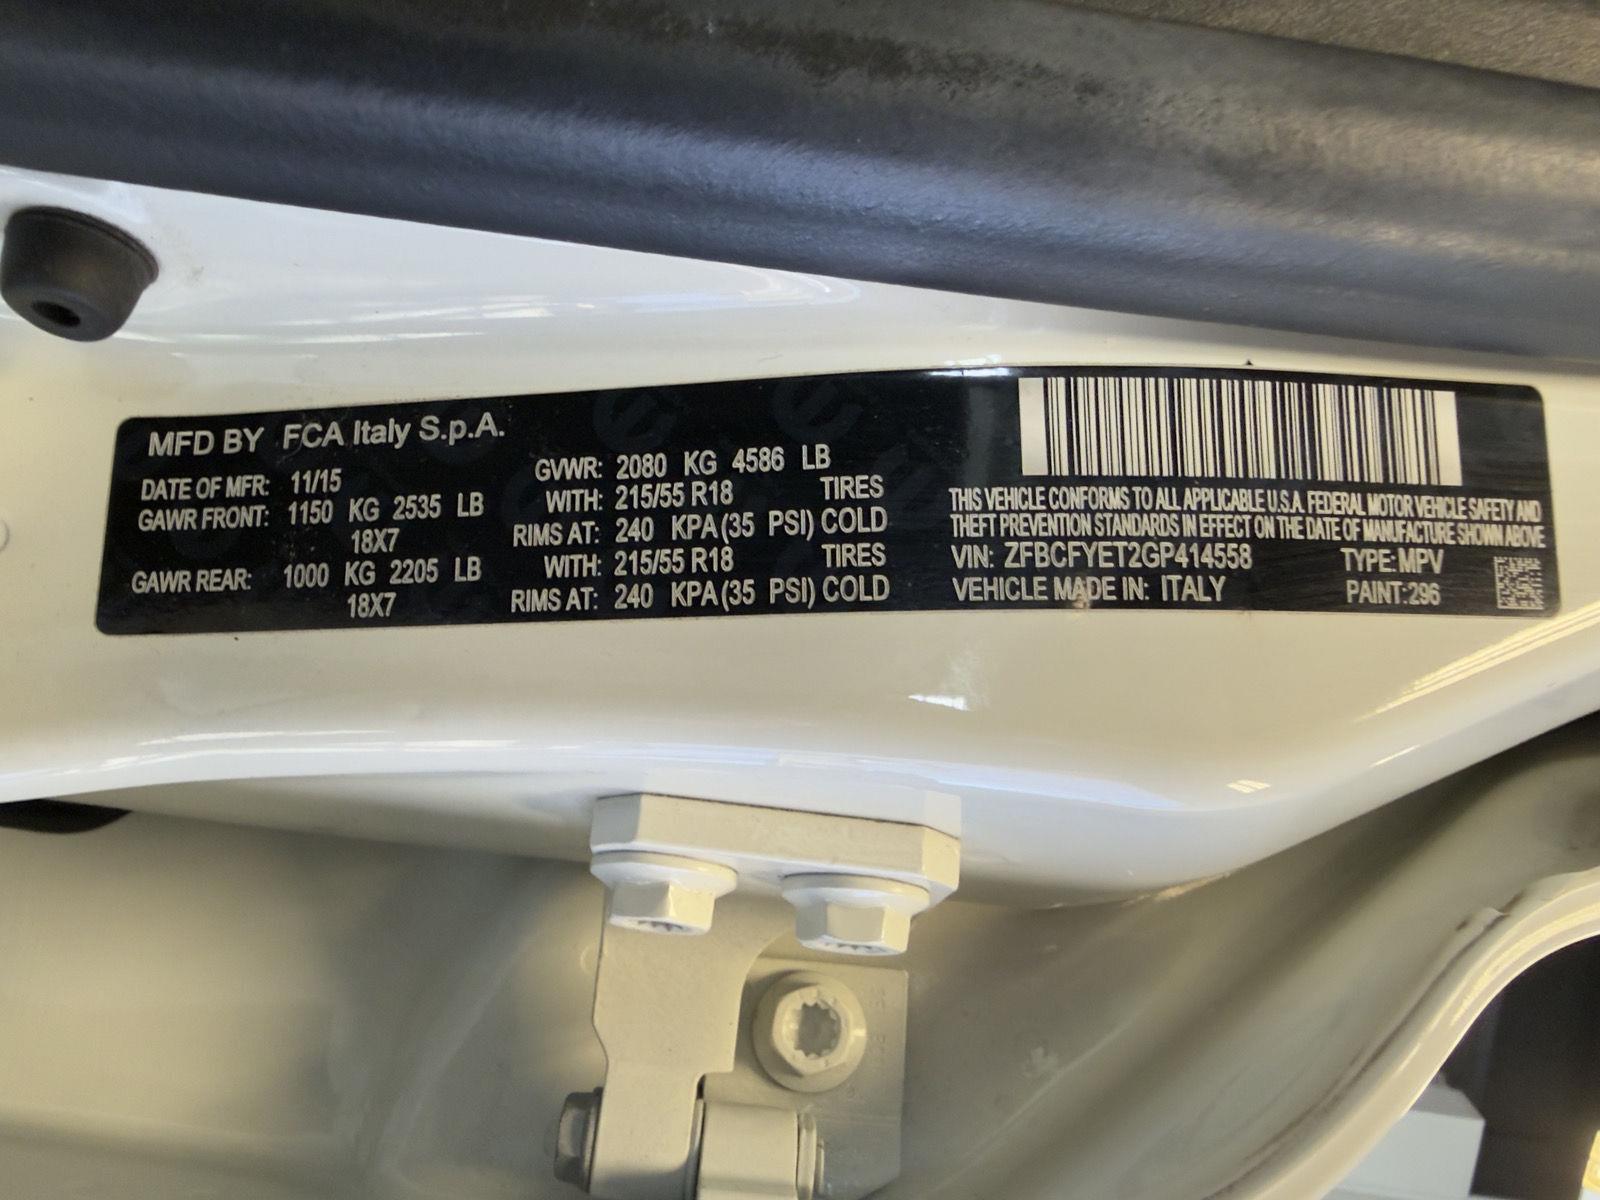 MFD BY FCA Italy S.p.A.
DATE OF MFR: 11/15
GAWR FRONT: 1150 KG 2535 LB
18X7
GAWR REAR: 1000 KG 2205 LB
18X7
GVWR: 2080 KG 4586 LB
WITH: 215/55 R18 TIRES
RIMS AT: 240 KPA(35 PSI) COLD
WITH: 215/55 R18 TIRES
RIMS AT: 240 KPA(35 PSI) COLD
THIS VEHICLE CONFORMS TO ALL APPLICABLE U.S.A. FEDERAL MOTOR VEHICLE SAFETY AND
THEFT PREVENTION STANDARDS IN EFFECT ON THE DATE OF MANUFACTURE SHOWN ABOVE
VIN: ZFBCFYET2GP414558 TYPE:MPV
VEHICLE MADE IN: ITALY PAINT:296